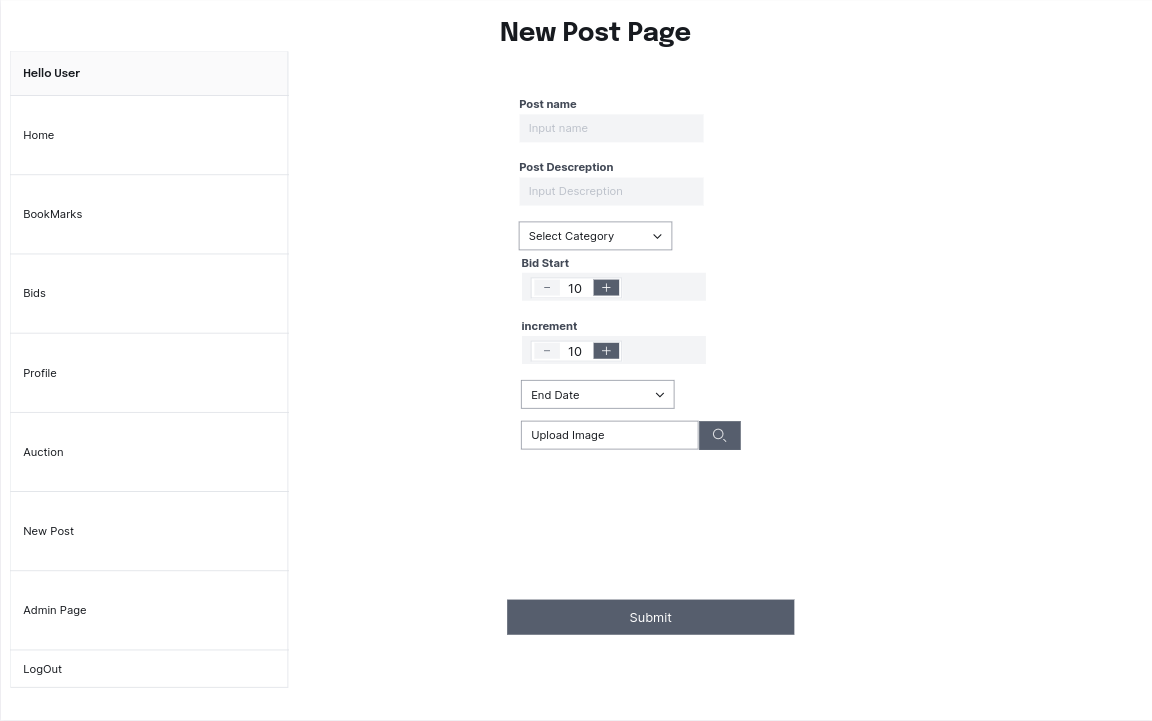 New Post Page
Hello User
Home
BookMarks
Bids
Profile
Auction
New Post
Admin Page
LogOut
Post name
Input name
Post Descreption
Input Descreption
Select Category
Bid Start
− 10 +
increment
− 10 +
End Date
Upload Image
Submit